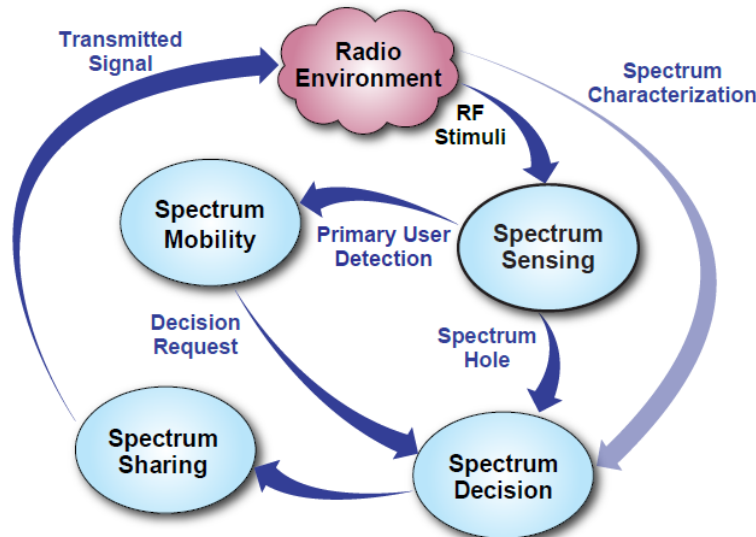 Transmitted
Signal
Radio
Environment
Spectrum
Characterization
RF
Stimuli
Spectrum
Mobility
Primary User
Detection
Spectrum
Sensing
Decision
Request
Spectrum
Hole
Spectrum
Sharing
Spectrum
Decision